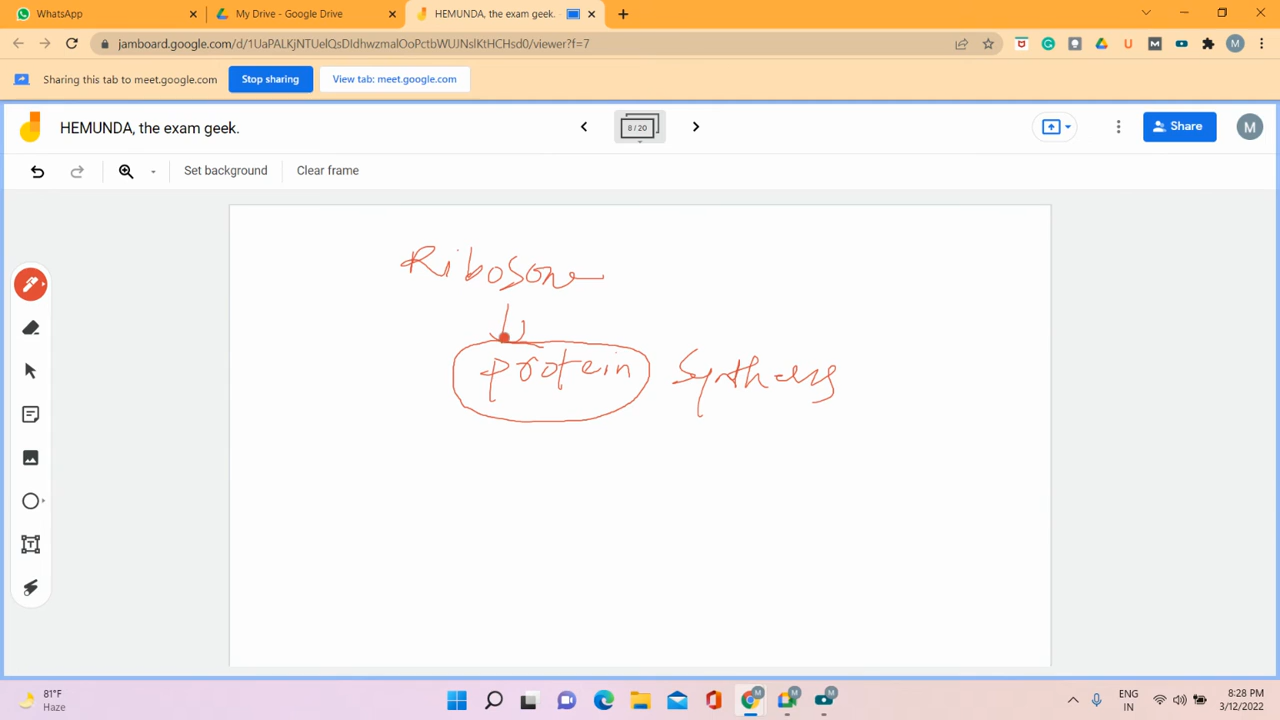 WhatsApp
My Drive - Google Drive
HEMUNDA, the exam geek.
jamboard.google.com/d/1UaPALKjNTUelQsDIdhwzmalOoPctbWUJNslKtHCHsd0/viewer?f=7
Sharing this tab to meet.google.com
Stop sharing
View tab: meet.google.com
HEMUNDA, the exam geek.
8 / 20
Share
M
Set background
Clear frame
Ribosome
protein Synthesis
81°F
Haze
ENG
IN
8:28 PM
3/12/2022